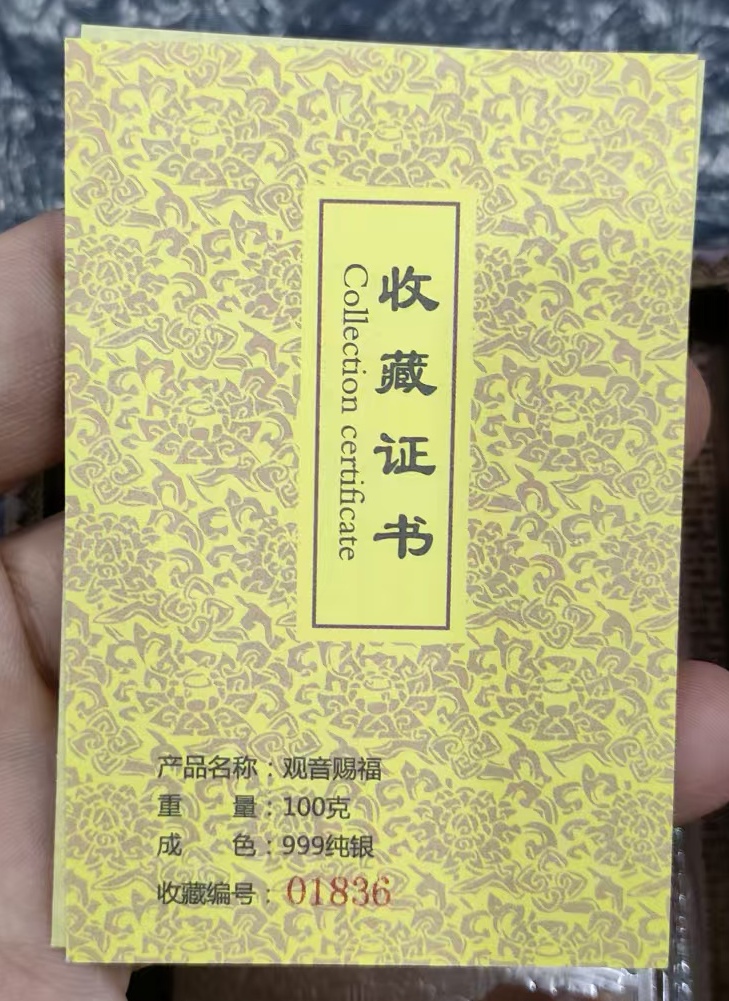 收藏证书
Collection certificate
产品名称：观音赐福
重 量：100克
成 色：999纯银
收藏编号：01836